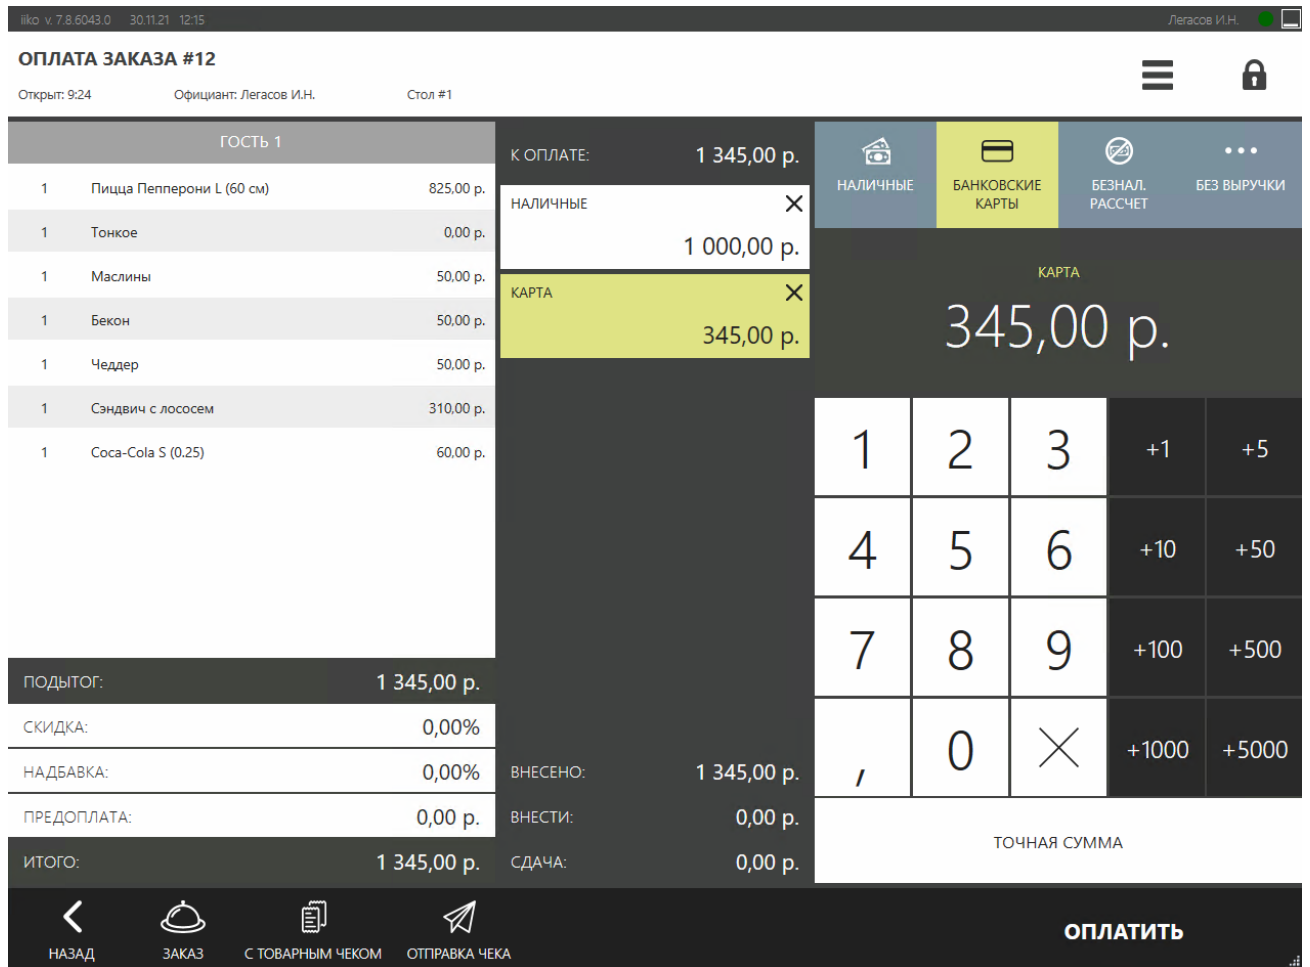 iiko v. 7.8.6043.0 30.11.21 12:15 Легасов И.Н.
ОПЛАТА ЗАКАЗА #12
Открыт: 9:24 Официант: Легасов И.Н. Стол #1
ГОСТЬ 1
1 Пицца Пепперони L (60 см) 825,00 р.
1 Тонкое 0,00 р.
1 Маслины 50,00 р.
1 Бекон 50,00 р.
1 Чеддер 50,00 р.
1 Сэндвич с лососем 310,00 р.
1 Coca-Cola S (0.25) 60,00 р.
ПОДЫТОГ: 1 345,00 р.
СКИДКА: 0,00%
НАДБАВКА: 0,00%
ПРЕДОПЛАТА: 0,00 р.
ИТОГО: 1 345,00 р.
К ОПЛАТЕ: 1 345,00 р.
НАЛИЧНЫЕ
1 000,00 р.
КАРТА
345,00 р.
ВНЕСЕНО: 1 345,00 р.
ВНЕСТИ: 0,00 р.
СДАЧА: 0,00 р.
НАЛИЧНЫЕ
БАНКОВСКИЕ
КАРТЫ
БЕЗНАЛ.
РАССЧЕТ
БЕЗ ВЫРУЧКИ
КАРТА
345,00 р.
1 2 3 +1 +5
4 5 6 +10 +50
7 8 9 +100 +500
, 0 +1000 +5000
ТОЧНАЯ СУММА
НАЗАД ЗАКАЗ С ТОВАРНЫМ ЧЕКОМ ОТПРАВКА ЧЕКА
ОПЛАТИТЬ